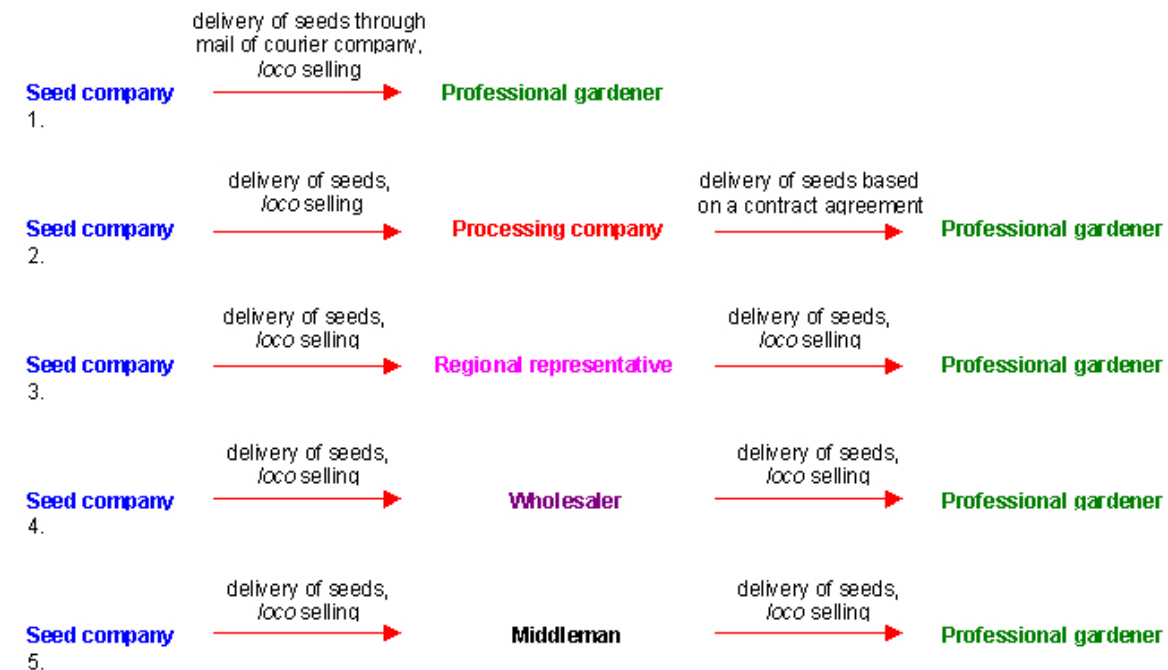 delivery of seeds through
mail of courier company,
loco selling
Seed company
Professional gardener
1.
delivery of seeds,
loco selling
delivery of seeds based
on a contract agreement
Seed company
Processing company
Professional gardener
2.
delivery of seeds,
loco selling
delivery of seeds,
loco selling
Seed company
Regional representative
Professional gardener
3.
delivery of seeds,
loco selling
delivery of seeds,
loco selling
Seed company
Wholesaler
Professional gardener
4.
delivery of seeds,
loco selling
delivery of seeds,
loco selling
Seed company
Middleman
Professional gardener
5.